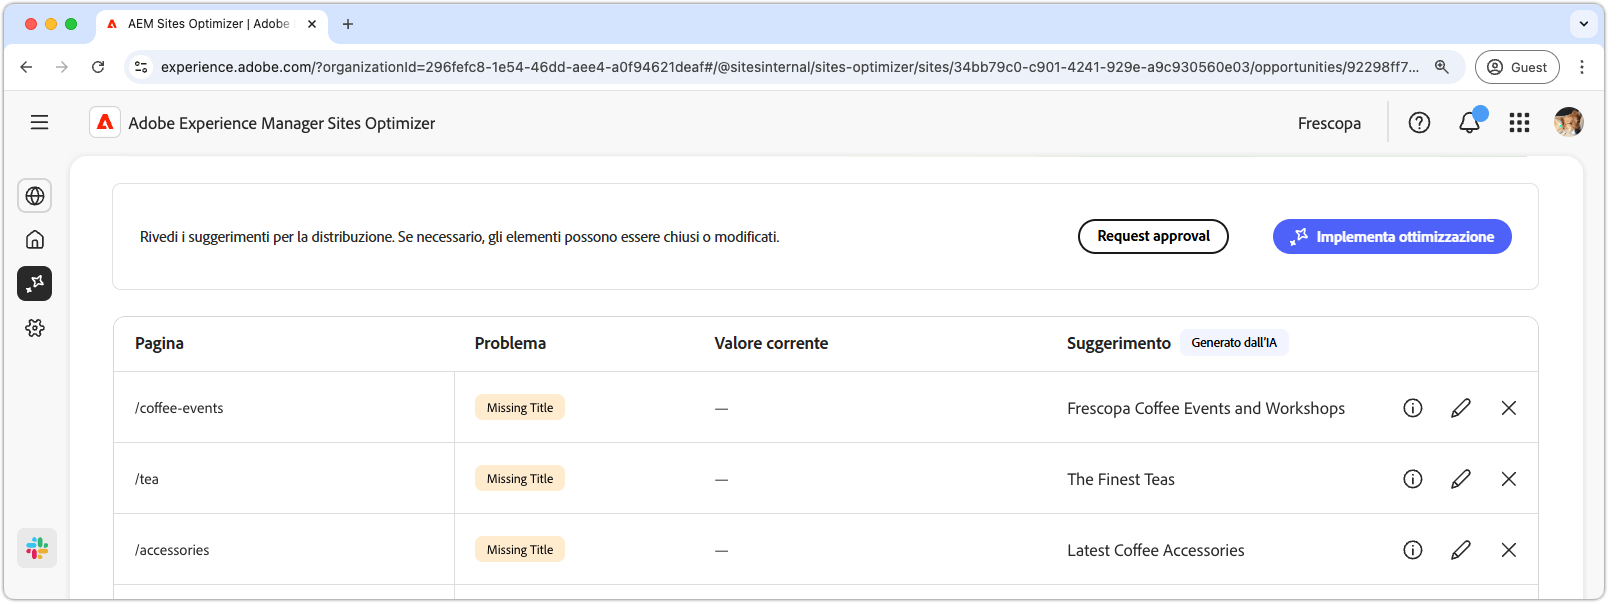 AEM Sites Optimizer | Adobe
experience.adobe.com/?organizationId=296fefc8-1e54-46dd-aee4-a0f94621deaf#/@sitesinternal/sites-optimizer/sites/34bb79c0-c901-4241-929e-a9c930560e03/opportunities/92298ff7...
Guest
Adobe Experience Manager Sites Optimizer
Frescopa
Rivedi i suggerimenti per la distribuzione. Se necessario, gli elementi possono essere chiusi o modificati.
Request approval
Implementa ottimizzazione
Pagina Problema Valore corrente Suggerimento Generato dall'IA
/coffee-events Missing Title — Frescopa Coffee Events and Workshops
/tea Missing Title — The Finest Teas
/accessories Missing Title — Latest Coffee Accessories